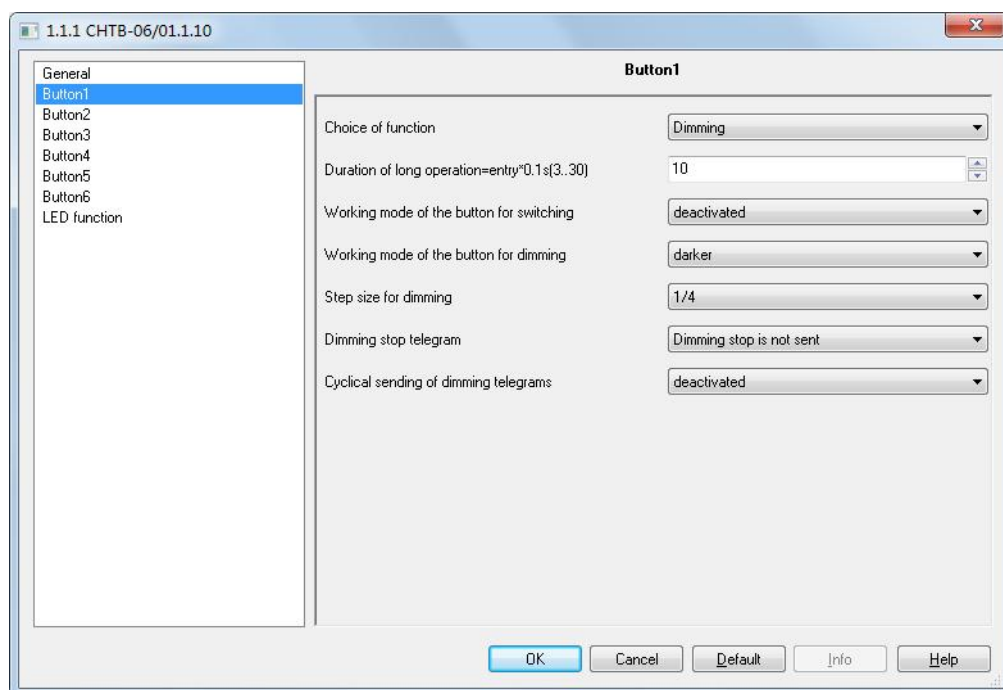 1.1.1 CHTB-06/01.1.10
General
Button1
Button2
Button3
Button4
Button5
Button6
LED function
Button1
Choice of function Dimming
Duration of long operation=entry*0.1s(3..30) 10
Working mode of the button for switching deactivated
Working mode of the button for dimming darker
Step size for dimming 1/4
Dimming stop telegram Dimming stop is not sent
Cyclical sending of dimming telegrams deactivated
OK Cancel Default Info Help